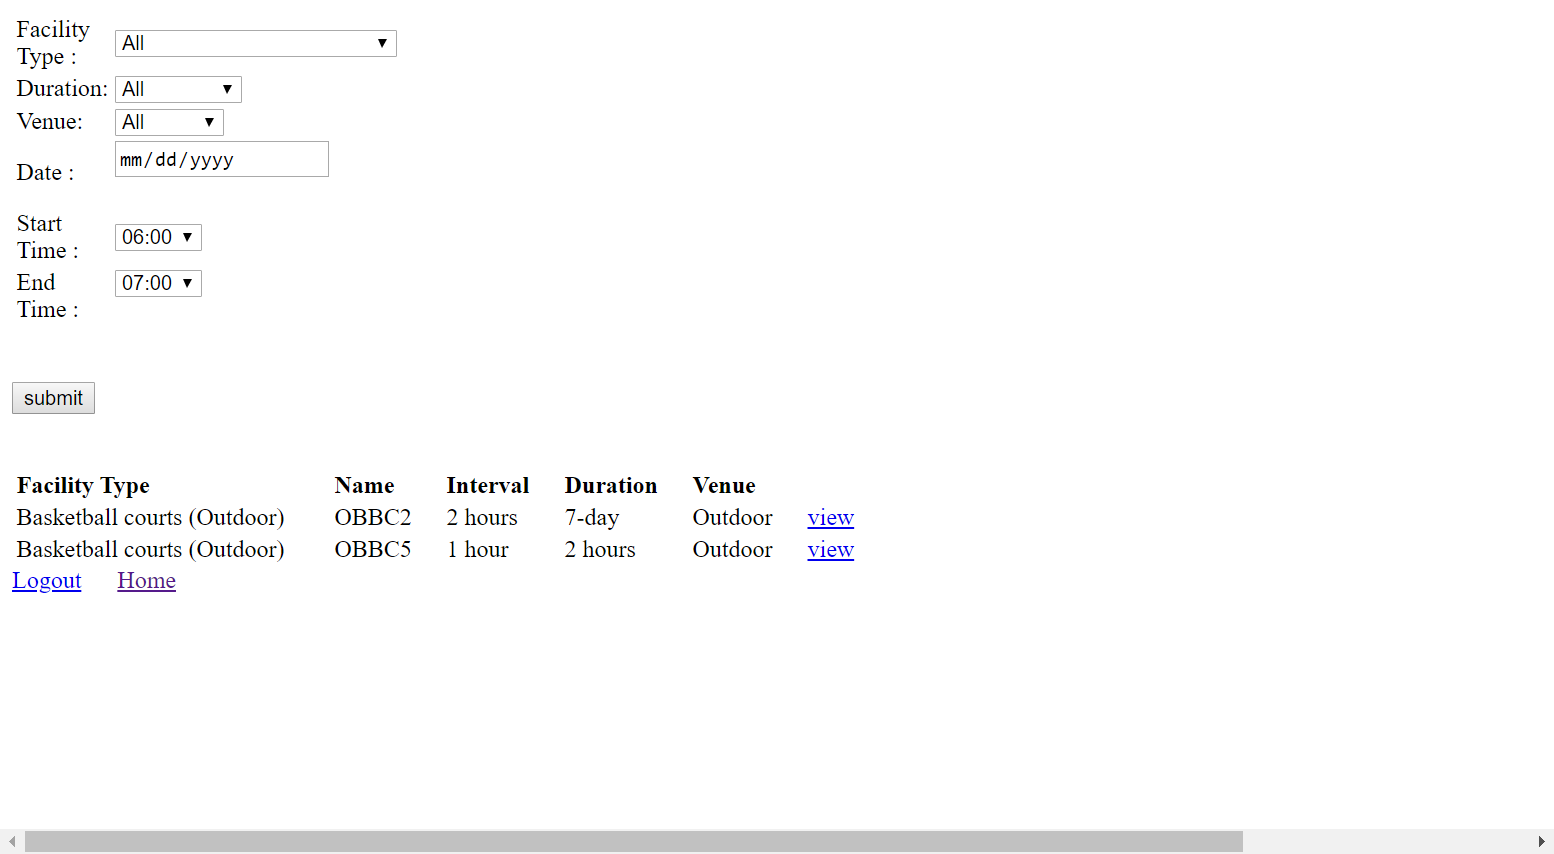 Facility
Type : All
Duration: All
Venue: All
Date : mm/dd/yyyy
Start
Time : 06:00
End
Time : 07:00
submit
Facility Type Name Interval Duration Venue
Basketball courts (Outdoor) OBBC2 2 hours 7-day Outdoor view
Basketball courts (Outdoor) OBBC5 1 hour 2 hours Outdoor view
Logout Home